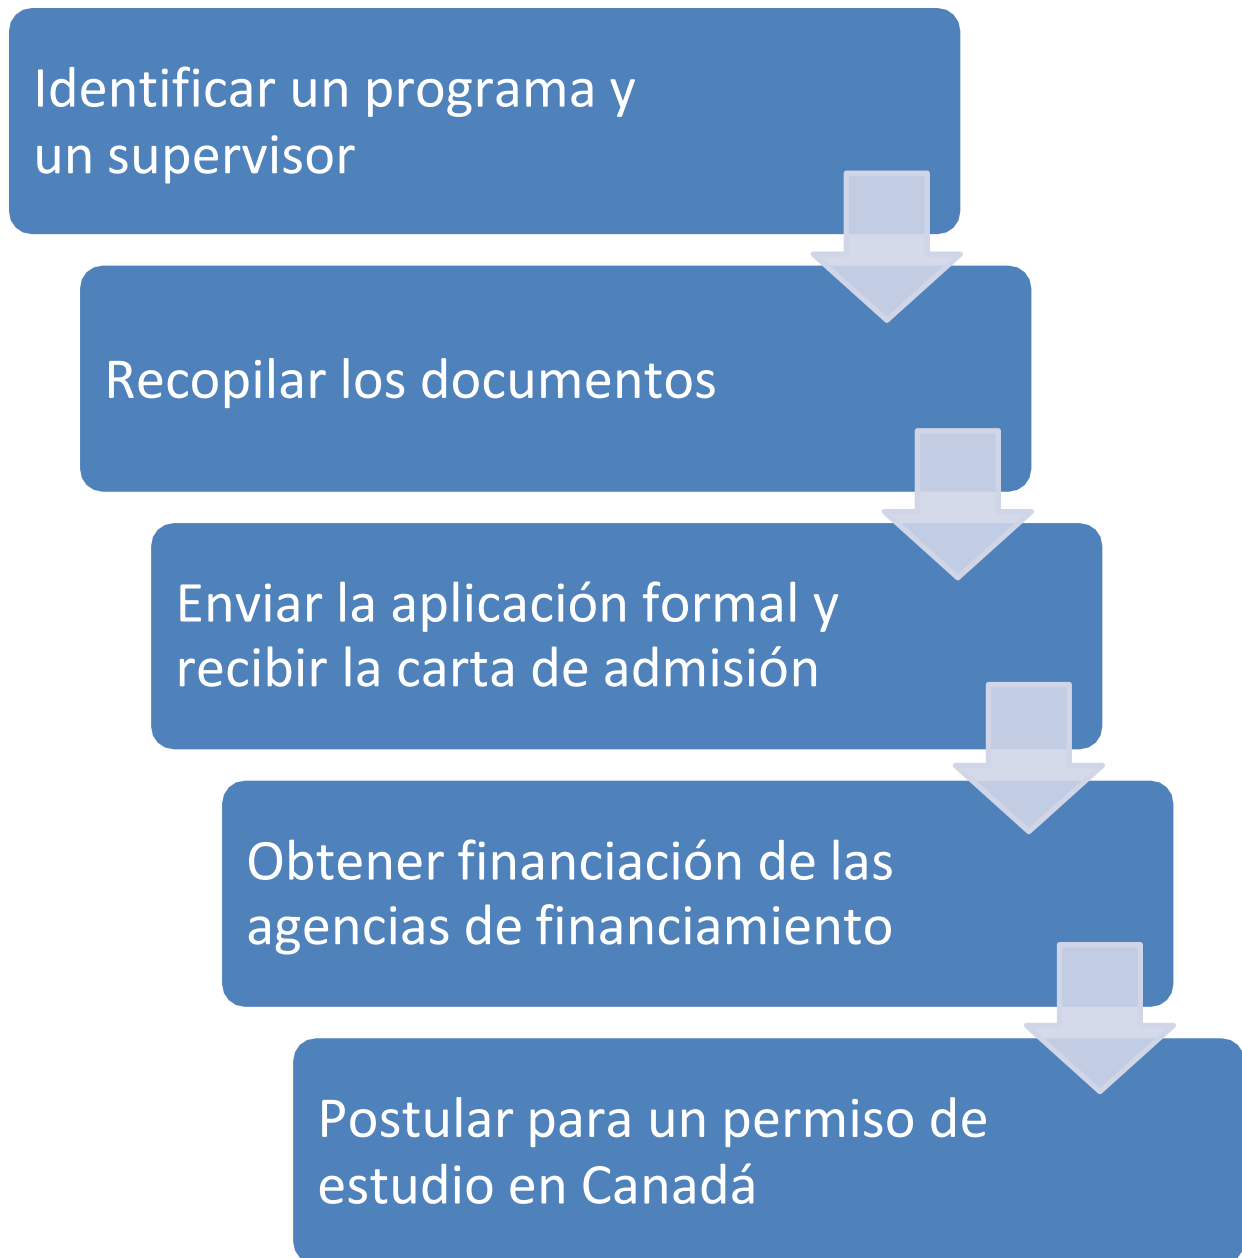 Identificar un programa y
un supervisor
Recopilar los documentos
Enviar la aplicación formal y
recibir la carta de admisión
Obtener financiación de las
agencias de financiamiento
Postular para un permiso de
estudio en Canadá